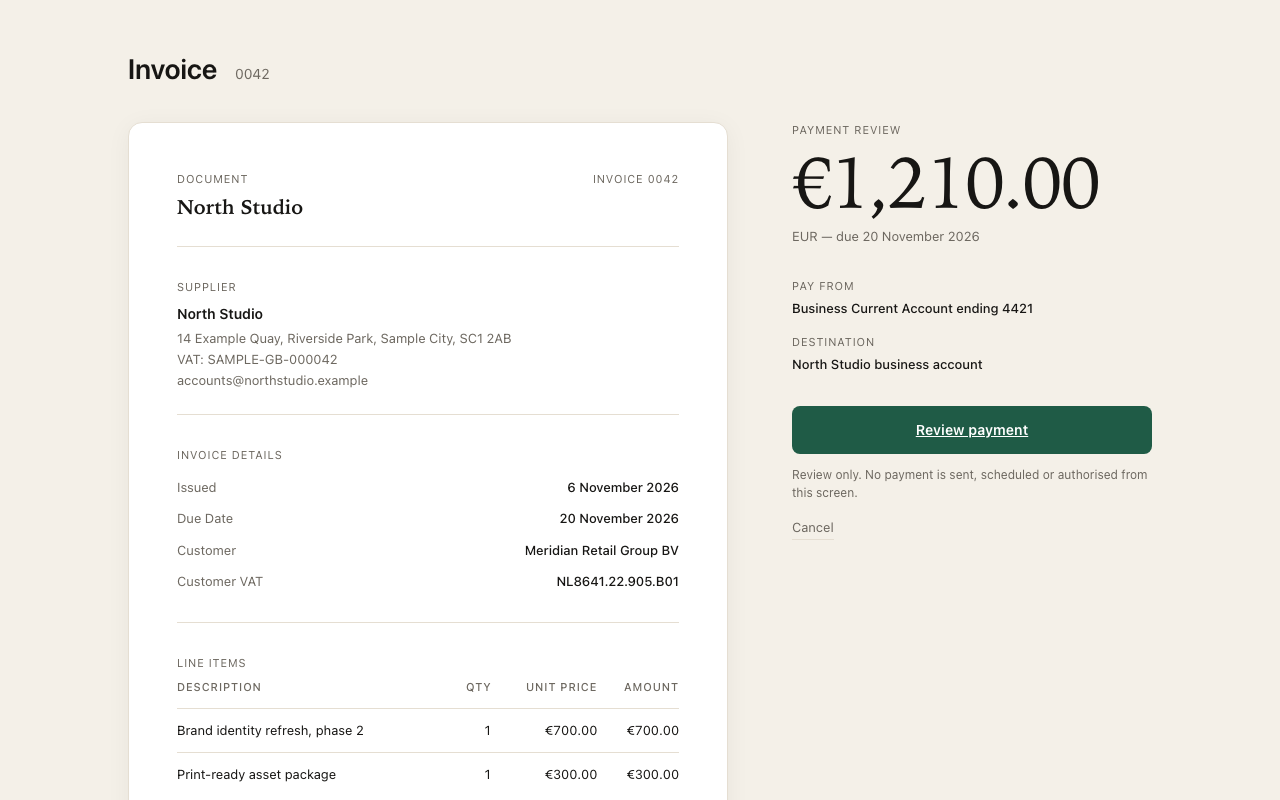 Invoice 0042
DOCUMENT INVOICE 0042
North Studio
SUPPLIER
North Studio
14 Example Quay, Riverside Park, Sample City, SC1 2AB
VAT: SAMPLE-GB-000042
accounts@northstudio.example
INVOICE DETAILS
Issued 6 November 2026
Due Date 20 November 2026
Customer Meridian Retail Group BV
Customer VAT NL8641.22.905.B01
LINE ITEMS
DESCRIPTION QTY UNIT PRICE AMOUNT
Brand identity refresh, phase 2 1 €700.00 €700.00
Print-ready asset package 1 €300.00 €300.00
PAYMENT REVIEW
€1,210.00
EUR — due 20 November 2026
PAY FROM
Business Current Account ending 4421
DESTINATION
North Studio business account
Review payment
Review only. No payment is sent, scheduled or authorised from
this screen.
Cancel